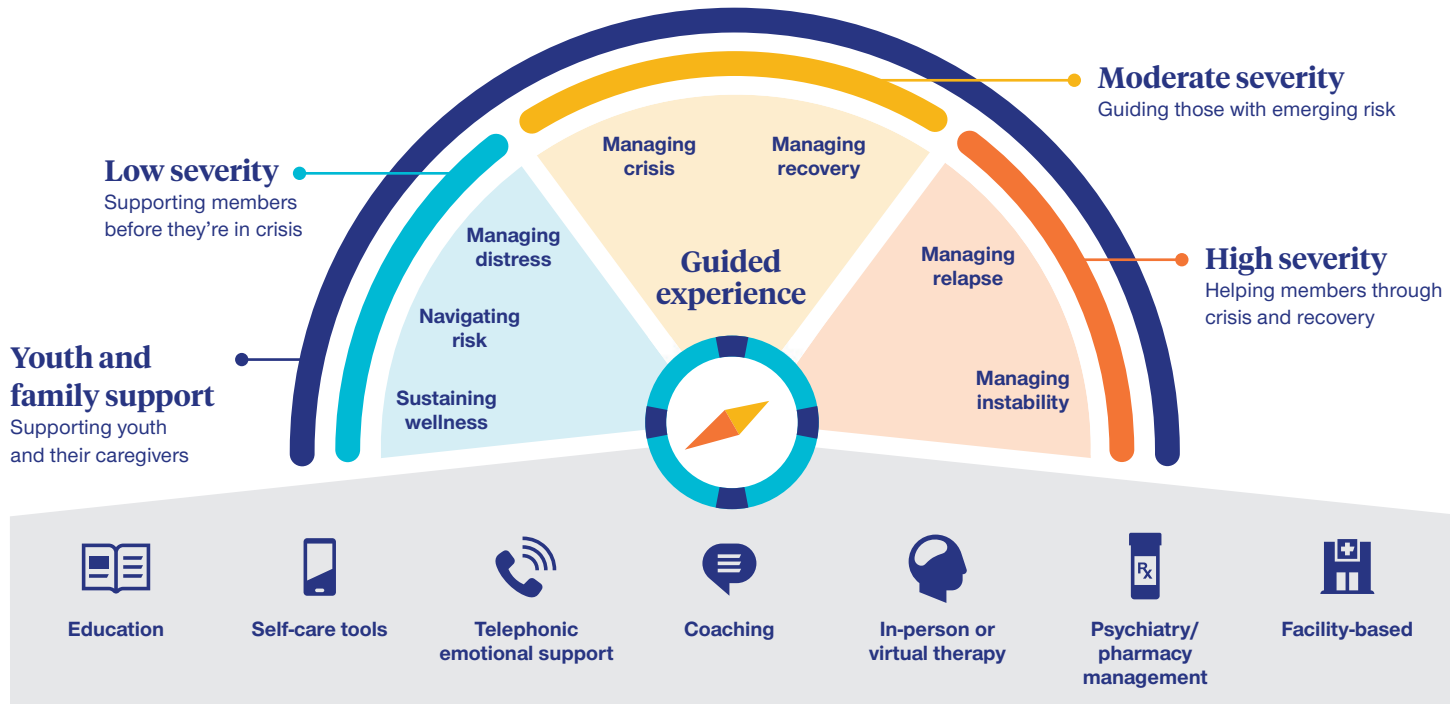 Moderate severity
Guiding those with emerging risk
Managing
crisis
Managing
recovery
Low severity
Supporting members
before they’re in crisis
Managing
distress
Guided
experience
Managing
relapse
High severity
Helping members through
crisis and recovery
Navigating
risk
Youth and
family support
Supporting youth
and their caregivers
Sustaining
wellness
Managing
instability
Education
Self-care tools
Telephonic
emotional support
Coaching
In-person or
virtual therapy
Rx
Psychiatry/
pharmacy
management
Facility-based